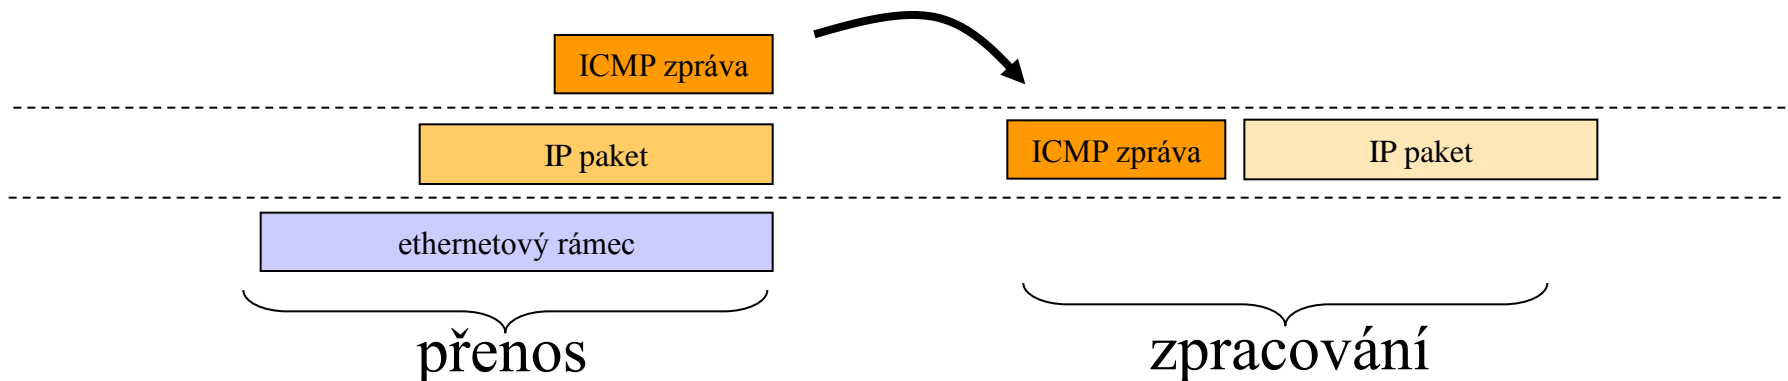 ICMP zpráva
IP paket
ICMP zpráva
IP paket
ethernetový rámec
přenos
zpracování